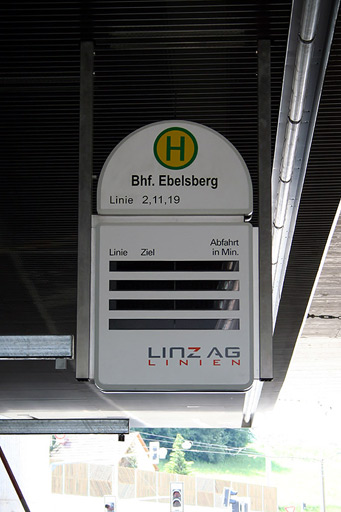 H
Bhf. Ebelsberg
Linie 2,11,19
Linie Ziel Abfahrt in Min.
LINZ AG
LINIEN